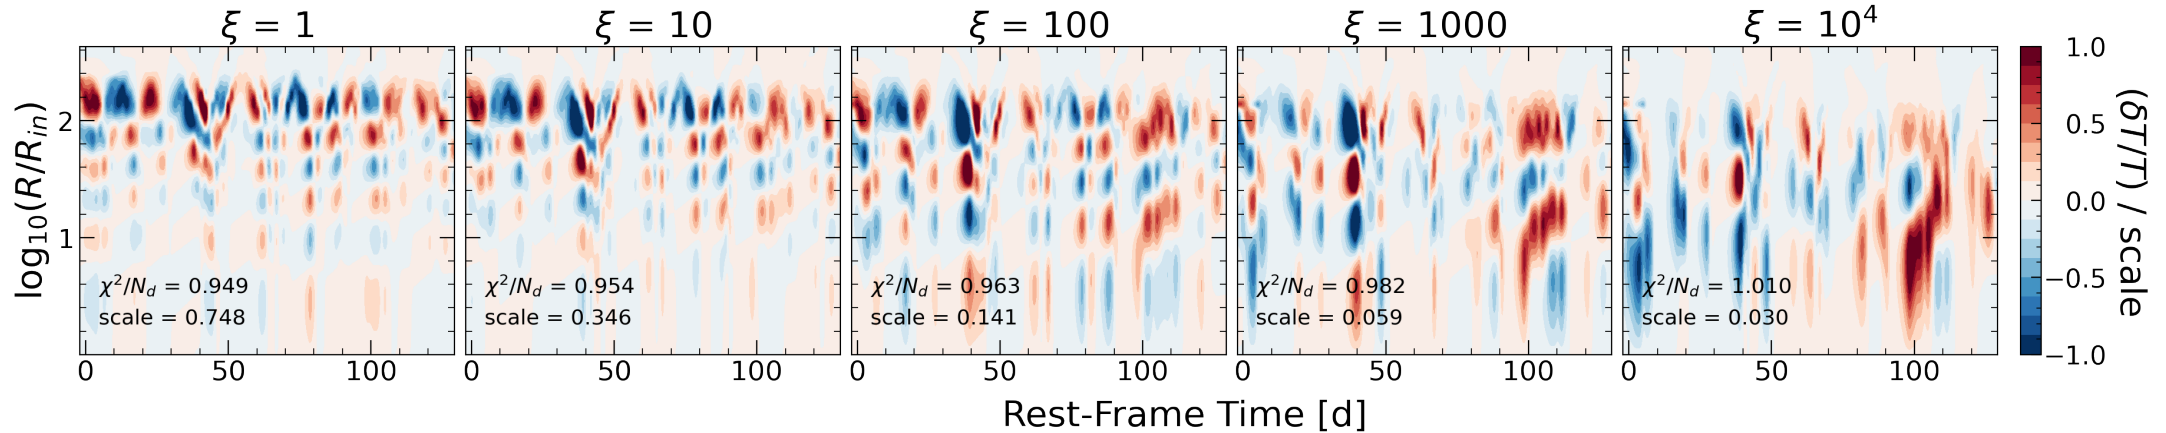 ξ = 1
ξ = 10
ξ = 100
ξ = 1000
ξ = 10⁴
log₁₀(R/R_in)
2
1
χ²/N_d = 0.949
scale = 0.748
χ²/N_d = 0.954
scale = 0.346
χ²/N_d = 0.963
scale = 0.141
χ²/N_d = 0.982
scale = 0.059
χ²/N_d = 1.010
scale = 0.030
0 50 100
0 50 100
0 50 100
0 50 100
0 50 100
Rest-Frame Time [d]
1.0
0.5
0.0
−0.5
−1.0
(δT/T) / scale